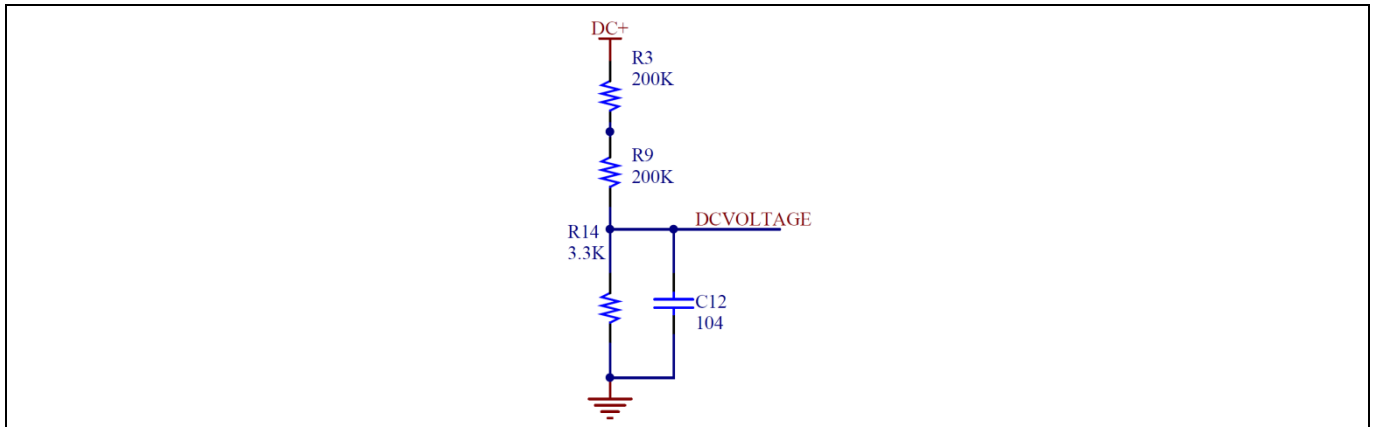 DC+
R3
200K
R9
200K
DCVOLTAGE
R14
3.3K
C12
104